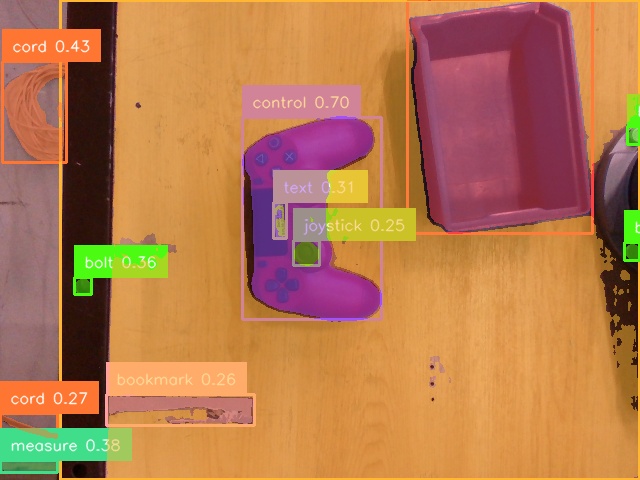 cord 0.43
control 0.70
text 0.31
joystick 0.25
bolt 0.36
bookmark 0.26
cord 0.27
measure 0.38